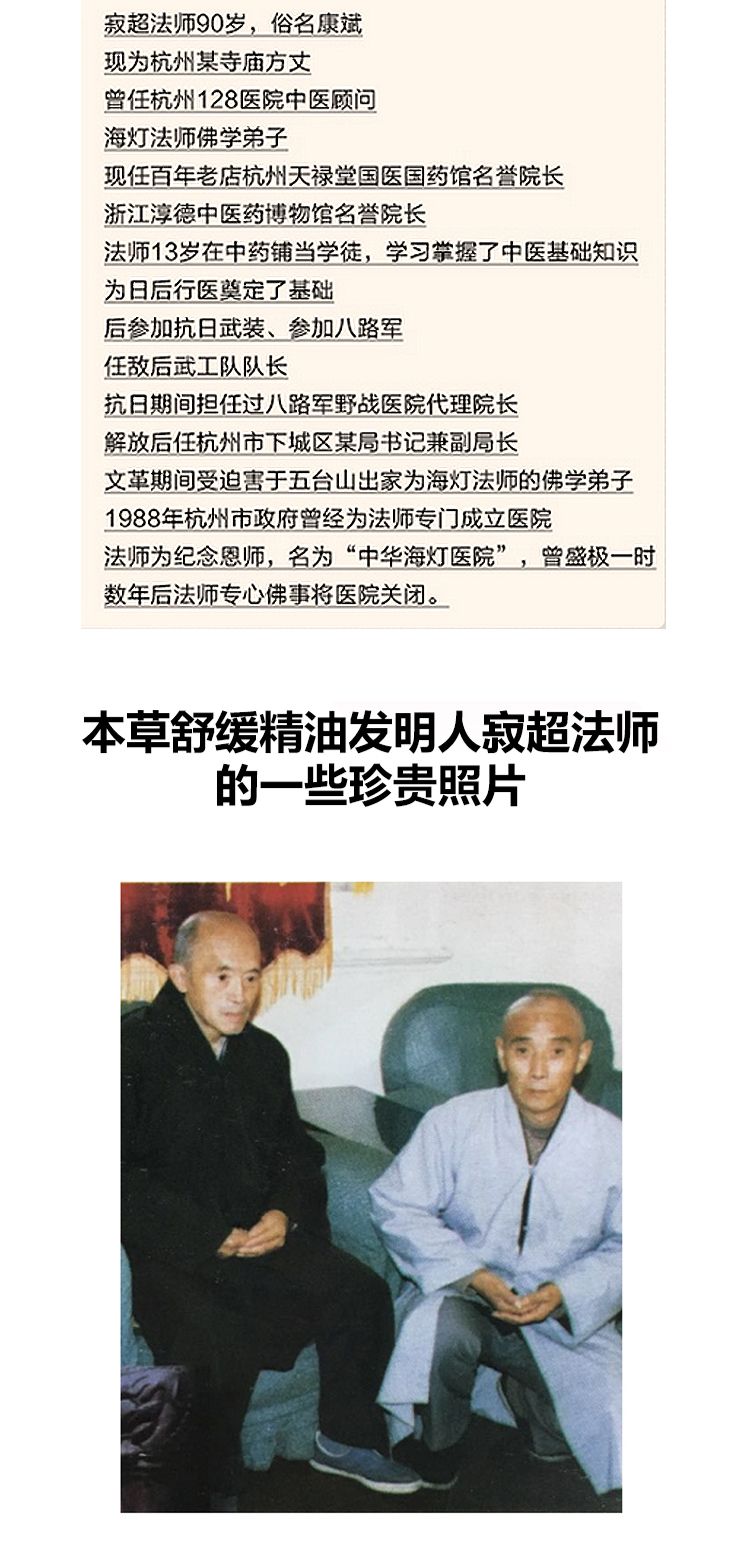 寂超法师90岁，俗名康斌
现为杭州某寺庙方丈
曾任杭州128医院中医顾问
海灯法师佛学弟子
现任百年老店杭州天禄堂国医国药馆名誉院长
浙江淳德中医药博物馆名誉院长
法师13岁在中药铺当学徒，学习掌握了中医基础知识
为日后行医奠定了基础
后参加抗日武装、参加八路军
任敌后武工队队长
抗日期间担任过八路军野战医院代理院长
解放后任杭州市下城区某局书记兼副局长
文革期间受迫害于五台山出家为海灯法师的佛学弟子
1988年杭州市政府曾经为法师专门成立医院
法师为纪念恩师，名为“中华海灯医院”，曾盛极一时
数年后法师专心佛事将医院关闭。
本草舒缓精油发明人寂超法师
的一些珍贵照片